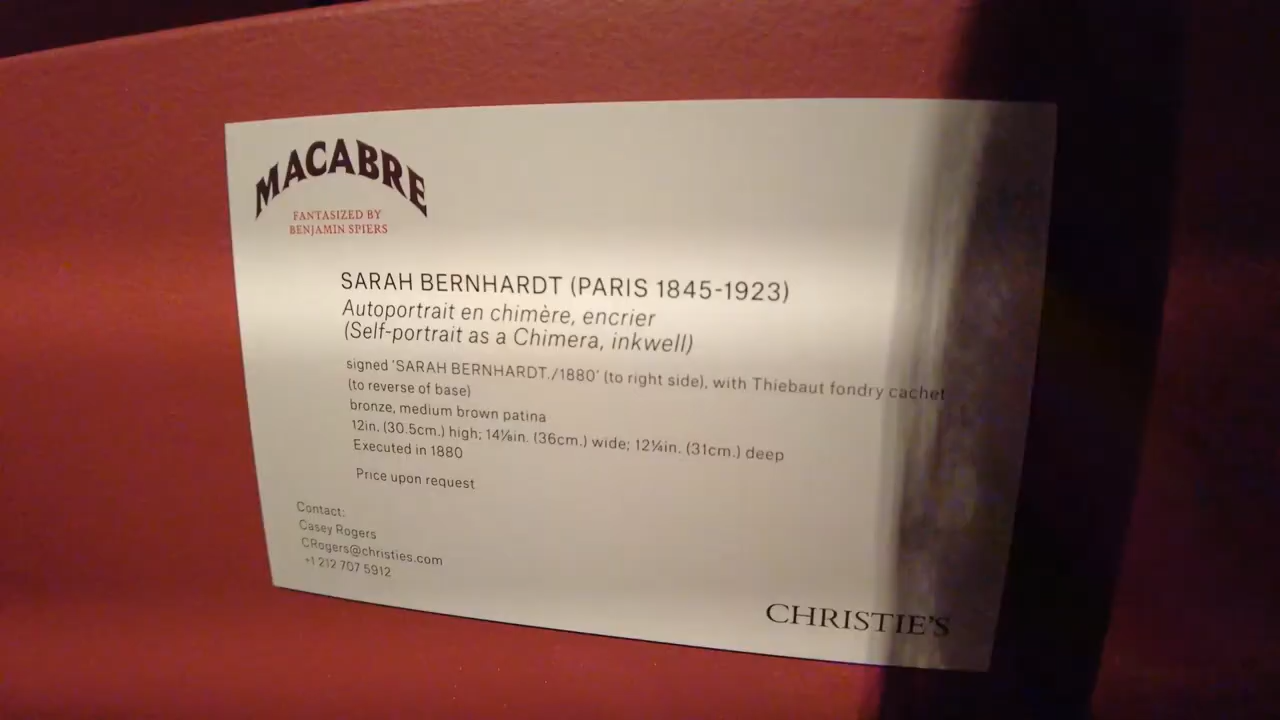 MACABRE
FANTASIZED BY
BENJAMIN SPIERS
SARAH BERNHARDT (PARIS 1845-1923)
Autoportrait en chimère, encrier
(Self-portrait as a Chimera, inkwell)
signed 'SARAH BERNHARDT./1880' (to right side), with Thiebaut fondry cachet
(to reverse of base)
bronze, medium brown patina
12in. (30.5cm.) high; 14⅛in. (36cm.) wide; 12¼in. (31cm.) deep
Executed in 1880
Price upon request
Contact:
Casey Rogers
CRogers@christies.com
+1 212 707 5912
CHRISTIE'S